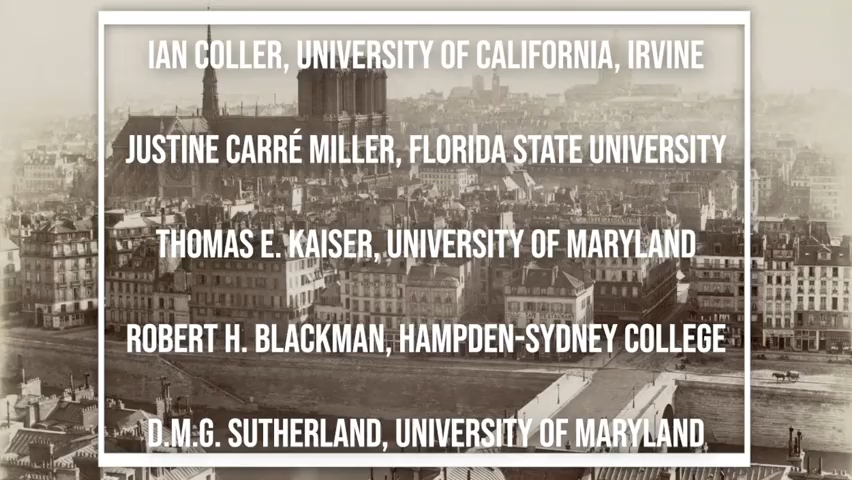 IAN COLLER, UNIVERSITY OF CALIFORNIA, IRVINE
JUSTINE CARRÉ MILLER, FLORIDA STATE UNIVERSITY
THOMAS E. KAISER, UNIVERSITY OF MARYLAND
ROBERT H. BLACKMAN, HAMPDEN-SYDNEY COLLEGE
D.M.G. SUTHERLAND, UNIVERSITY OF MARYLAND